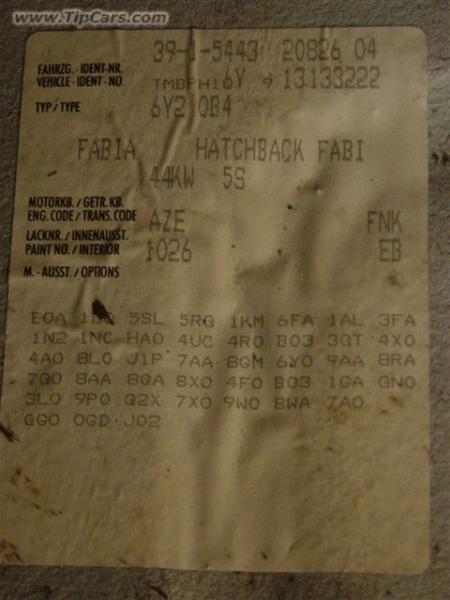 www.TipCars.com
39-1-5443 20826 04
FAHRZG.-IDENT-NR.
VEHICLE-IDENT-NO. TMBPH16Y 9 13133222
TYP/TYPE 6Y2 0B4
FABIA HATCHBACK FABI
44KW 5S
MOTORKB./GETR.KB.
ENG.CODE/TRANS.CODE AZE FNK
LACKNR./INNENAUSST.
PAINT NO./INTERIOR 1026 EB
M.-AUSST./OPTIONS
E0A 5SL 5RQ 1KM 6FA 1AL 3FA
1N2 1NC HA0 4UC 4R0 B03 3QT 4X0
4A0 8L0 J1P 7AA 8GM 6Y0 9AA 8RA
7Q0 8AA 8QA 8X0 4F0 B03 1GA QN0
3L0 9P0 Q2X 7X0 9W0 8WA 7A0
QG0 0GD J02